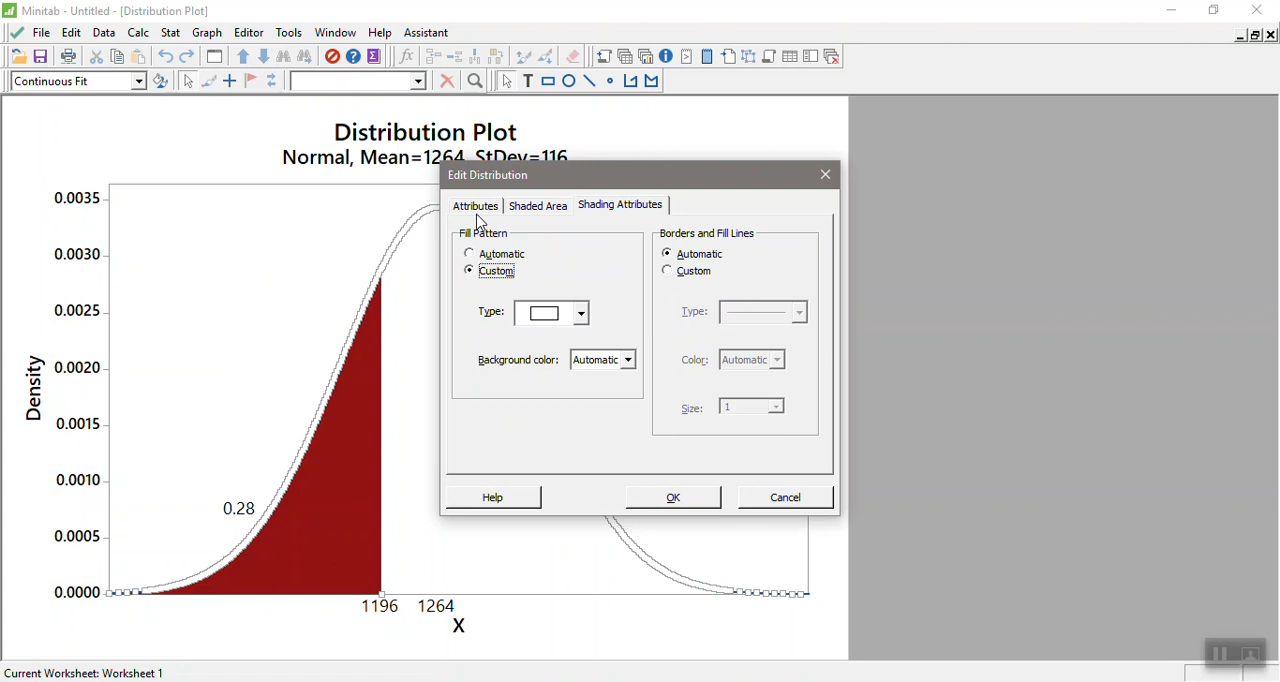 Minitab - Untitled - [Distribution Plot]
File Edit Data Calc Stat Graph Editor Tools Window Help Assistant
Continuous Fit
Distribution Plot
Normal, Mean=1264, StDev=116
Edit Distribution
Attributes Shaded Area Shading Attributes
Fill Pattern
Automatic
Custom
Type:
Background color: Automatic
Borders and Fill Lines
Automatic
Custom
Type:
Color: Automatic
Size: 1
Help OK Cancel
Density
0.0035
0.0030
0.0025
0.0020
0.0015
0.0010
0.0005
0.0000
0.28
1196 1264
X
Current Worksheet: Worksheet 1